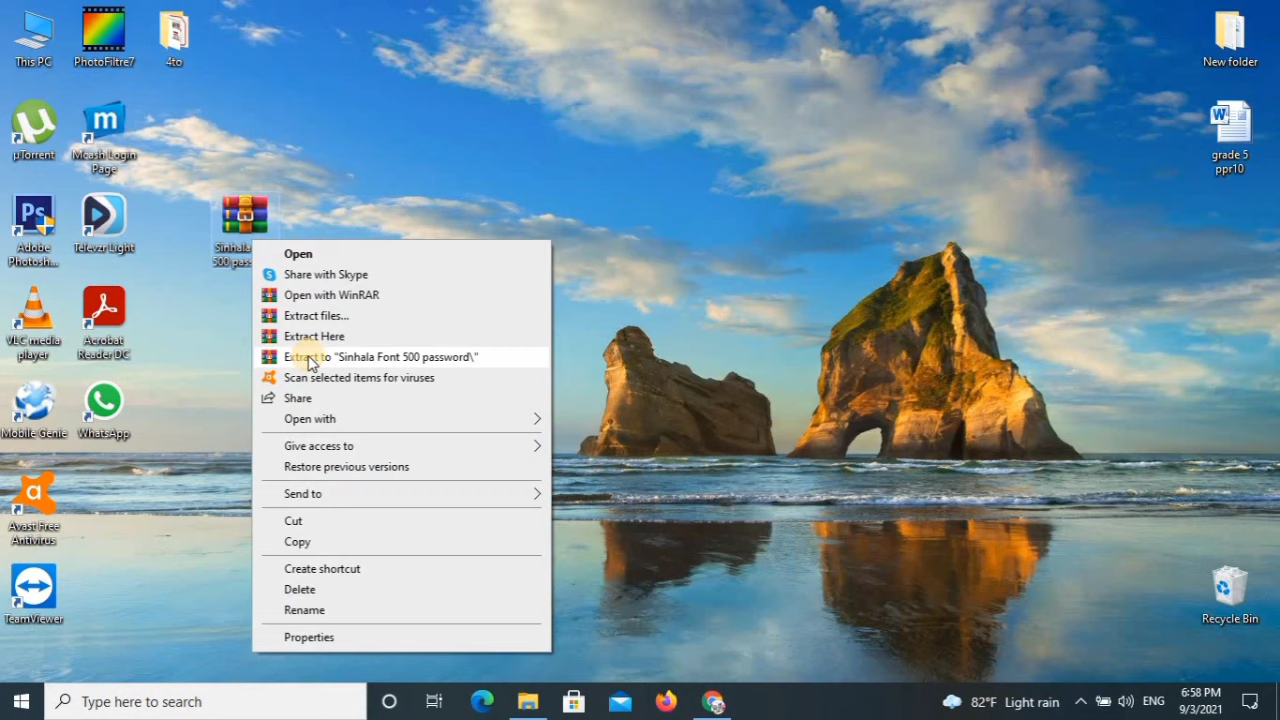 This PC
PhotoFiltre7
4to
New folder
µTorrent
Mcash Login
Page
grade 5
ppr10
Adobe
Photosh...
Televzr Light
Sinhala
500 pas
VLC media
player
Acrobat
Reader DC
Mobile Genie
WhatsApp
Avast Free
Antivirus
TeamViewer
Recycle Bin
Open
Share with Skype
Open with WinRAR
Extract files...
Extract Here
Extract to "Sinhala Font 500 password\"
Scan selected items for viruses
Share
Open with
Give access to
Restore previous versions
Send to
Cut
Copy
Create shortcut
Delete
Rename
Properties
Type here to search
82°F Light rain
ENG
6:58 PM
9/3/2021